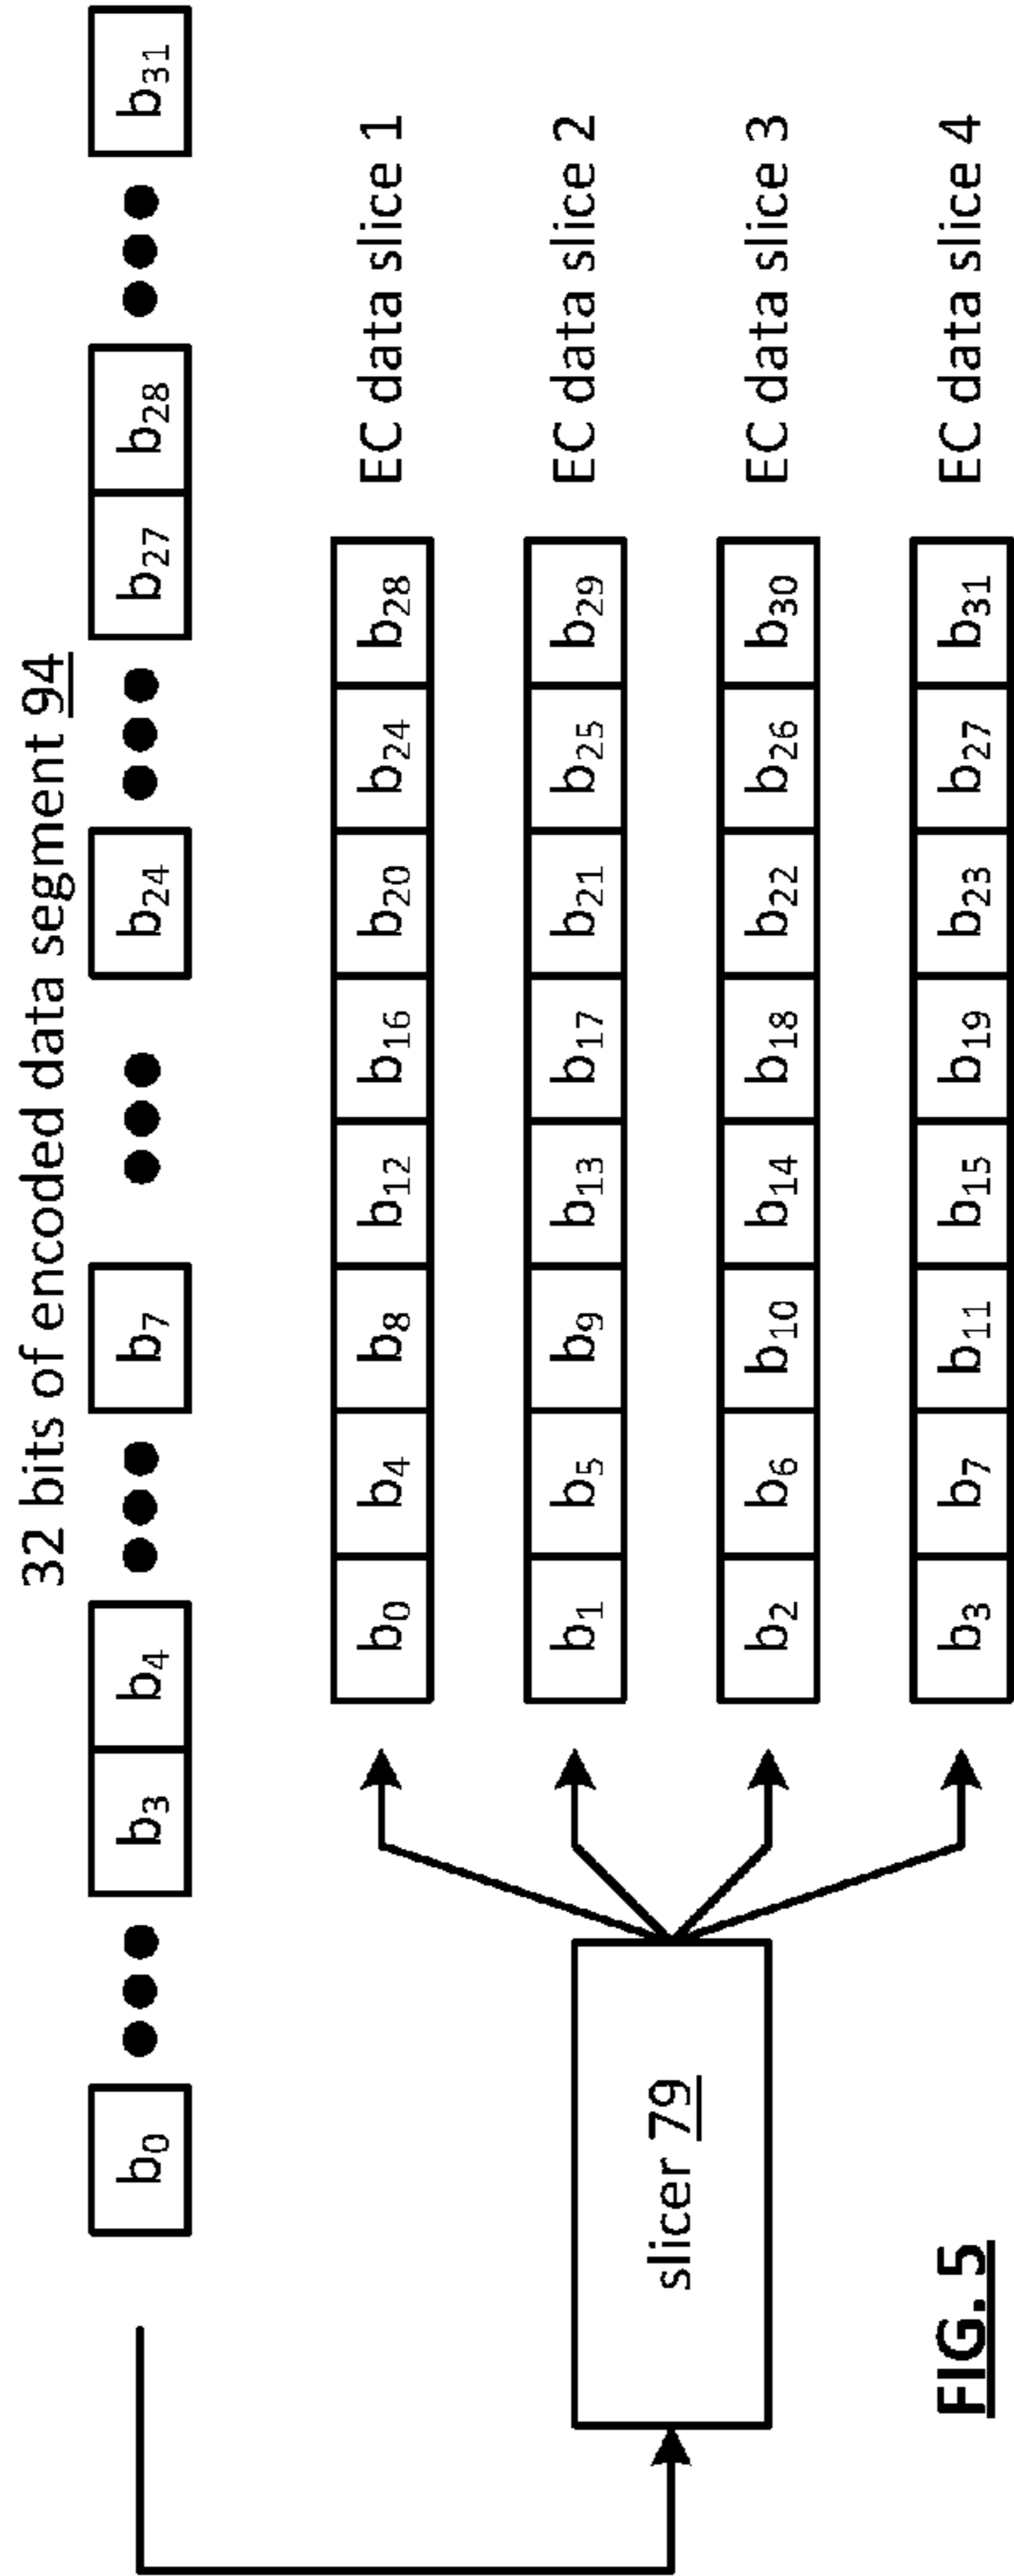 32 bits of encoded data segment 94
b0 ●●● b3 b4 ●●● b7 ●●● b24 ●●● b27 b28 ●●● b31
b0 b4 b8 b12 b16 b20 b24 b28 EC data slice 1
b1 b5 b9 b13 b17 b21 b25 b29 EC data slice 2
slicer 79
b2 b6 b10 b14 b18 b22 b26 b30 EC data slice 3
b3 b7 b11 b15 b19 b23 b27 b31 EC data slice 4
FIG. 5